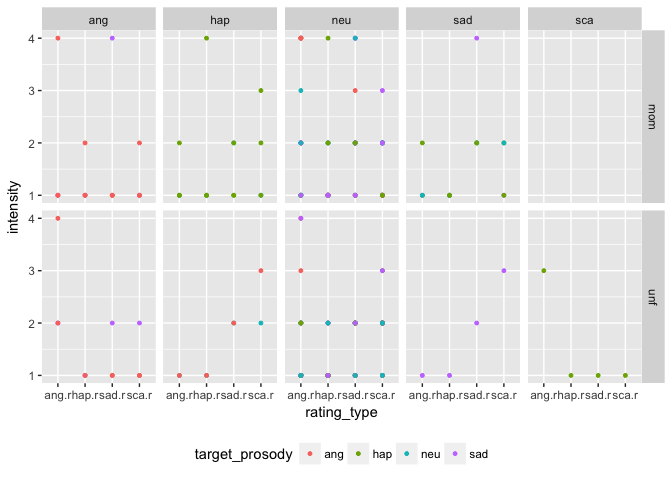 ang hap neu sad sca
4
3
2
1
mom
4
3
2
1
unf
intensity
ang.rhap.rsad.rsca.r ang.rhap.rsad.rsca.r ang.rhap.rsad.rsca.r ang.rhap.rsad.rsca.r ang.rhap.rsad.rsca.r
rating_type
target_prosody ang hap neu sad